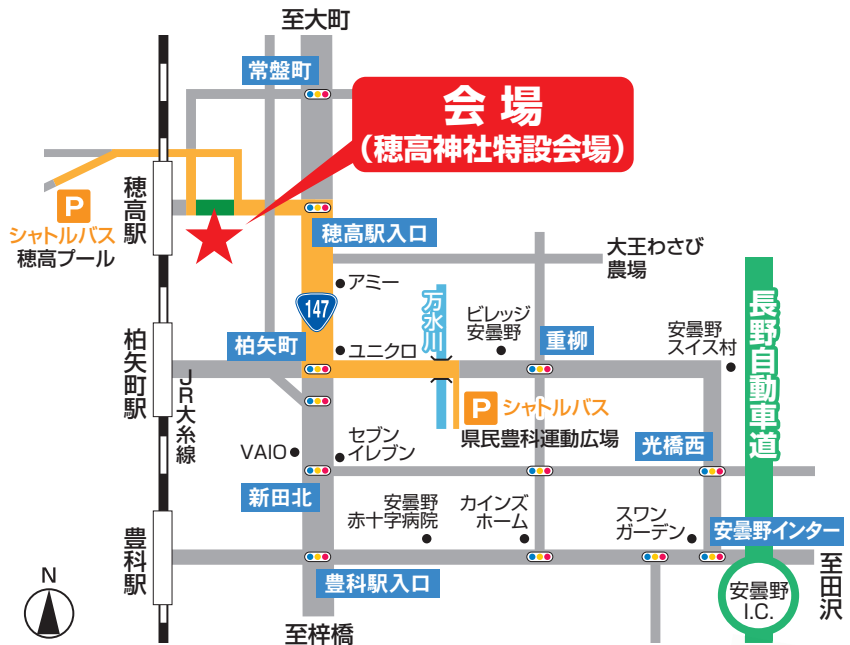 至大町
常盤町
会場
(穂高神社特設会場)
穂高駅
P
シャトルバス
穂高プール
穂高駅入口
大王わさび
農場
アミー
147
万水川
ビレッジ
安曇野
重柳
安曇野
スイス村
長野自動車道
柏矢町
ユニクロ
柏矢町駅
JR大糸線
P
シャトルバス
県民豊科運動広場
VAIO
セブン
イレブン
光橋西
新田北
安曇野
赤十字病院
カインズ
ホーム
スワン
ガーデン
安曇野インター
豊科駅
豊科駅入口
至田沢
安曇野
I.C.
N
至梓橋